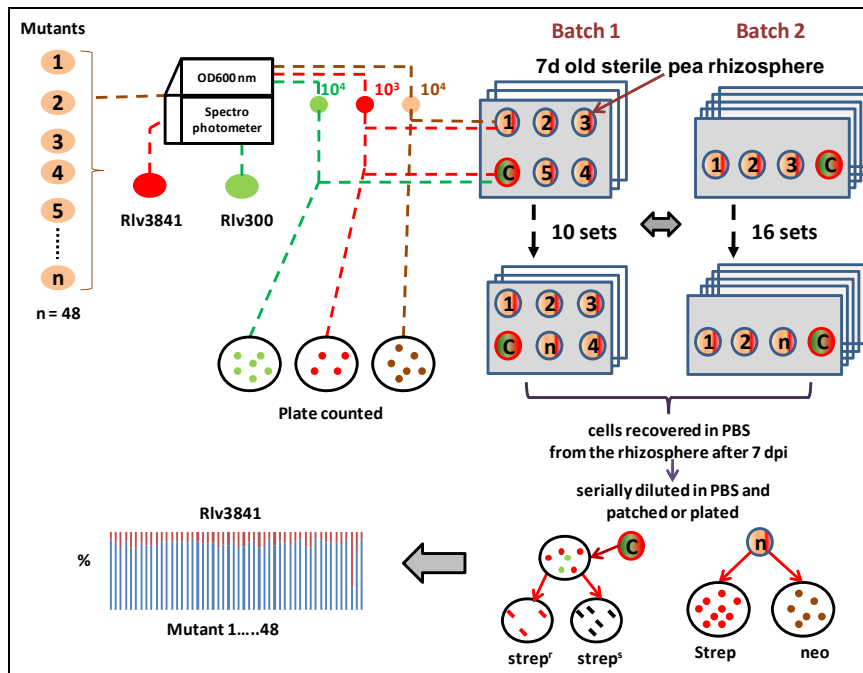 Mutants
1
2
3
4
5
n
n = 48
OD600 nm
Spectro
photometer
Rlv3841
Rlv300
10⁴
10³
10⁴
Plate counted
Batch 1
Batch 2
7d old sterile pea rhizosphere
1 2 3
C 5 4
1 2 3 C
10 sets
16 sets
1 2 3
C n 4
1 2 n C
cells recovered in PBS
from the rhizosphere after 7 dpi
serially diluted in PBS and
patched or plated
C
n
strepʳ
strepˢ
Strep
neo
Rlv3841
%
Mutant 1.....48